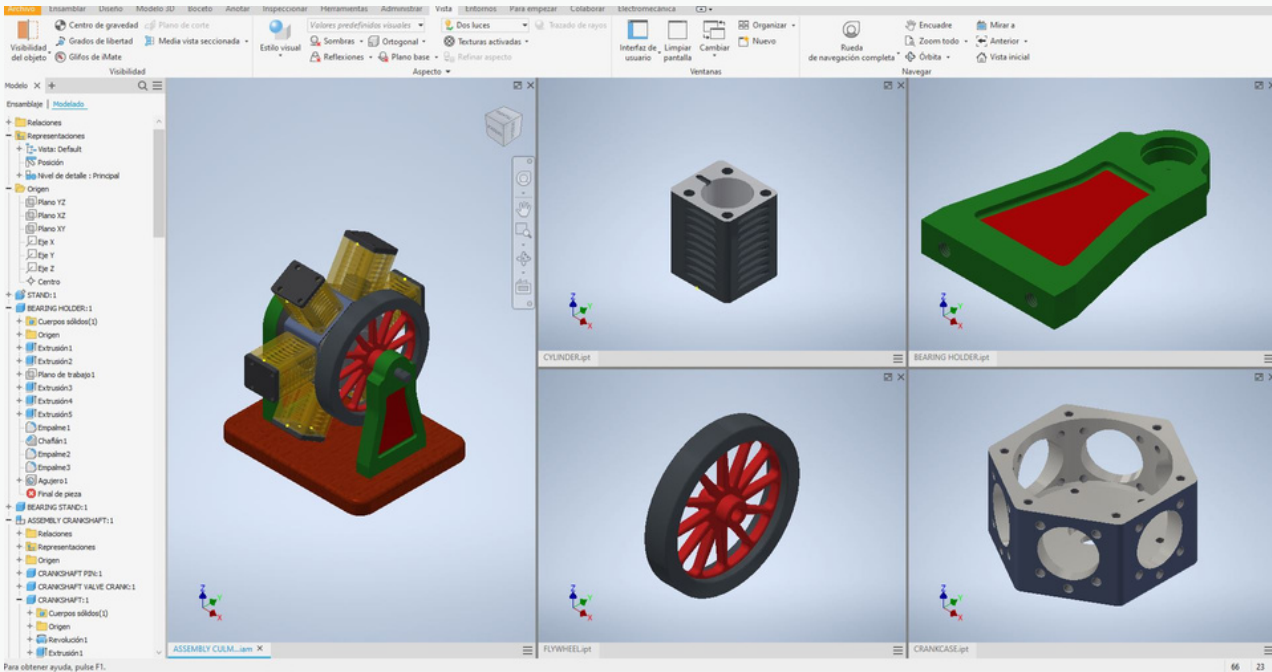 Archivo Ensamblar Diseño Modelo 3D Boceto Anotar Inspeccionar Herramientas Administrar Vista Entornos Para empezar Colaborar Electromecánica
Visibilidad del objeto
Centro de gravedad
Plano de corte
Grados de libertad
Media vista seccionada
Glifos de iMate
Visibilidad
Estilo visual
Valores predefinidos visuales
Dos luces
Trazado de rayos
Sombras
Ortogonal
Texturas activadas
Reflexiones
Plano base
Refinar aspecto
Aspecto
Interfaz de usuario
Limpiar pantalla
Cambiar
Organizar
Nuevo
Ventanas
Rueda de navegación completa
Encuadre
Mirar a
Zoom todo
Anterior
Órbita
Vista inicial
Navegar
Modelo
Ensamblaje | Modelado
Relaciones
Representaciones
Vista: Default
Posición
Nivel de detalle : Principal
Origen
Plano YZ
Plano XZ
Plano XY
Eje X
Eje Y
Eje Z
Centro
STAND:1
BEARING HOLDER:1
Cuerpos sólidos(1)
Origen
Extrusión1
Extrusión2
Plano de trabajo1
Extrusión3
Extrusión4
Extrusión5
Empalme1
Chaflán1
Empalme2
Empalme3
Agujero1
Final de pieza
BEARING STAND:1
ASSEMBLY CRANKSHAFT:1
Relaciones
Representaciones
Origen
CRANKSHAFT PIN:1
CRANKSHAFT VALVE CRANK:1
CRANKSHAFT:1
Cuerpos sólidos(1)
Origen
Revolución1
Extrusión1
Z Y X
ASSEMBLY CULM...iam
Z Y X
CYLINDER.ipt
Z Y X
BEARING HOLDER.ipt
Z Y X
FLYWHEEL.ipt
Z Y X
CRANKCASE.ipt
Para obtener ayuda, pulse F1.
66 23